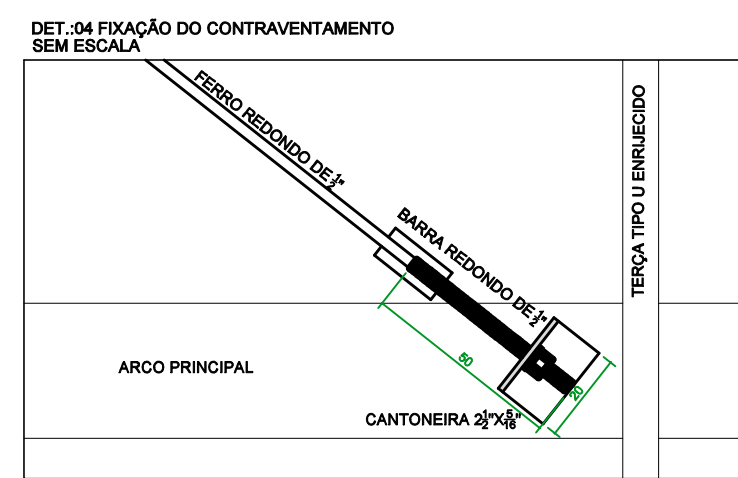 DET.:04 FIXAÇÃO DO CONTRAVENTAMENTO
SEM ESCALA
FERRO REDONDO DE 1/2"
BARRA REDONDO DE 1/2"
TERÇA TIPO U ENRIJECIDO
ARCO PRINCIPAL
50
20
CANTONEIRA 2 1/2"X5/16"